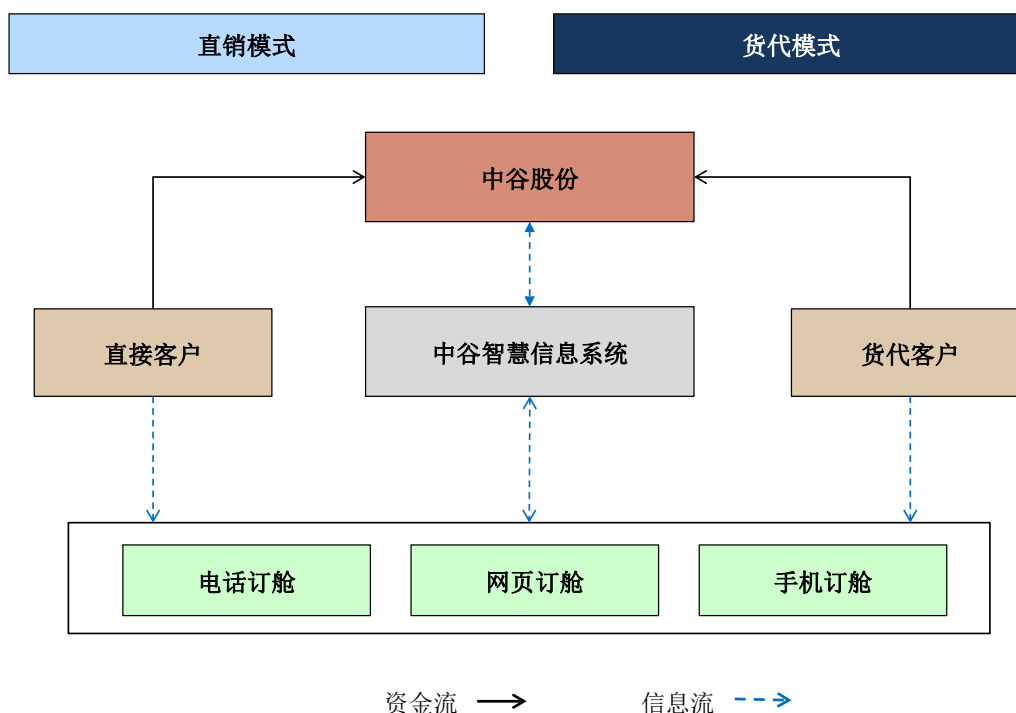 直销模式
货代模式
中谷股份
直接客户
中谷智慧信息系统
货代客户
电话订舱
网页订舱
手机订舱
资金流
信息流